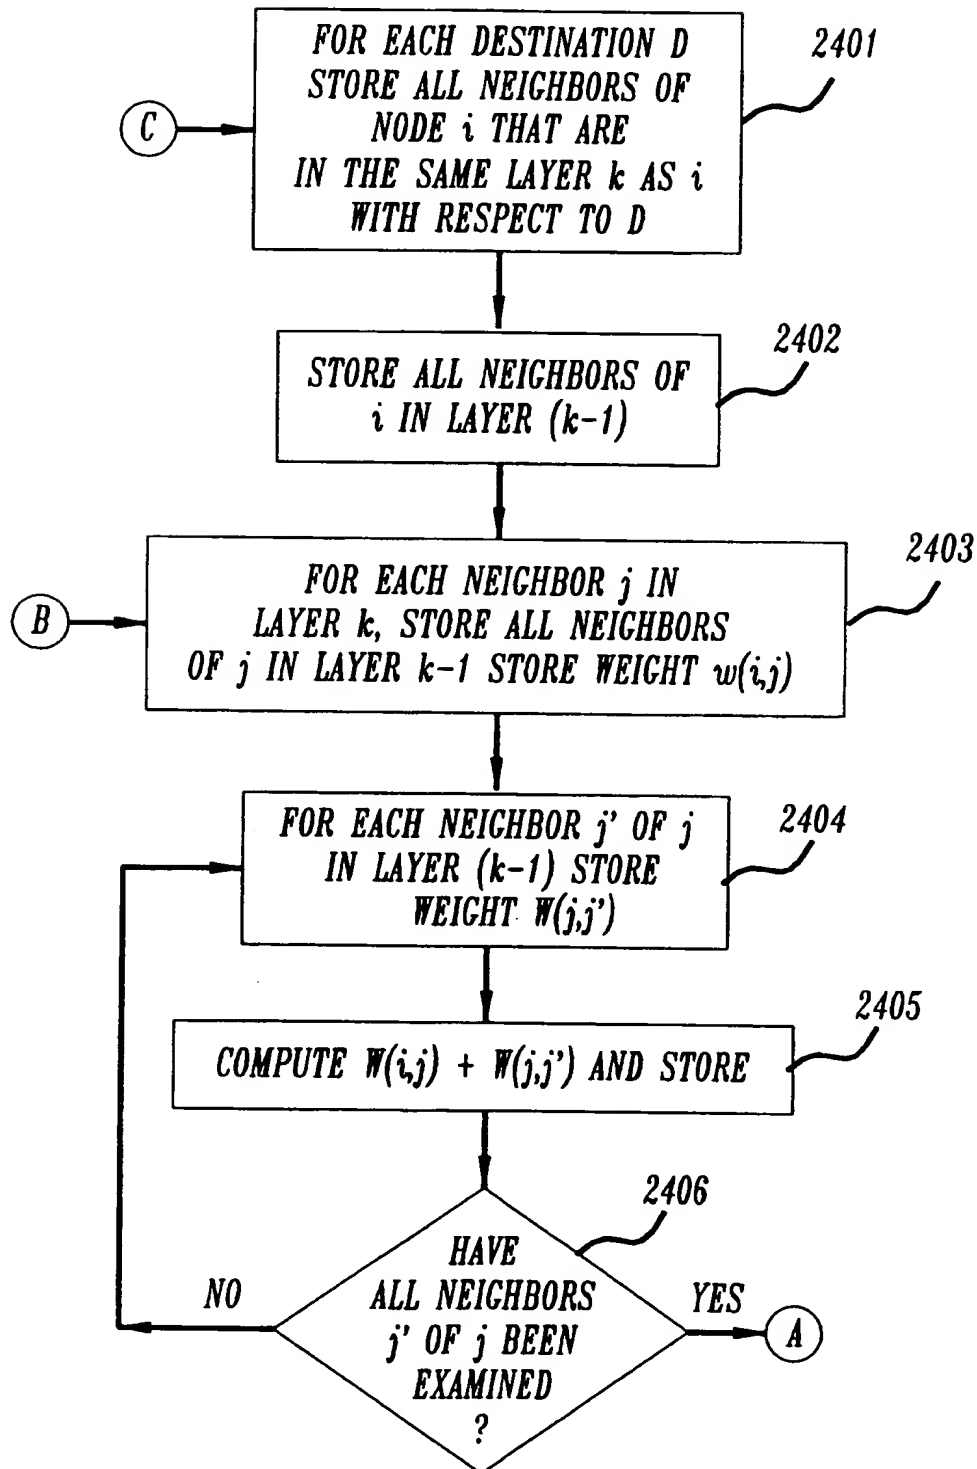 FOR EACH DESTINATION D
STORE ALL NEIGHBORS OF
NODE i THAT ARE
IN THE SAME LAYER k AS i
WITH RESPECT TO D
2401
C
STORE ALL NEIGHBORS OF
i IN LAYER (k-1)
2402
FOR EACH NEIGHBOR j IN
LAYER k, STORE ALL NEIGHBORS
OF j IN LAYER k-1 STORE WEIGHT w(i,j)
2403
B
FOR EACH NEIGHBOR j' OF j
IN LAYER (k-1) STORE
WEIGHT W(j,j')
2404
COMPUTE W(i,j) + W(j,j') AND STORE
2405
HAVE
ALL NEIGHBORS
j' OF j BEEN
EXAMINED
?
2406
NO
YES
A